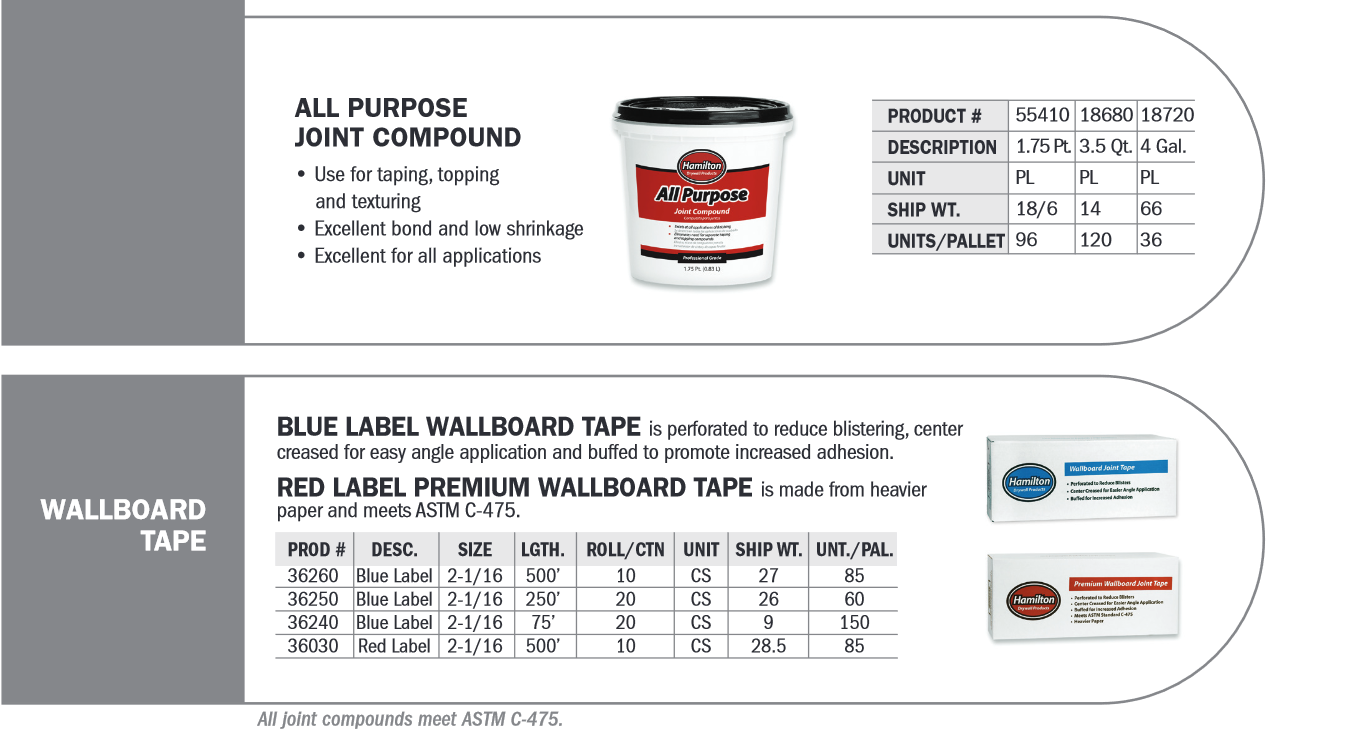 ALL PURPOSE
JOINT COMPOUND
• Use for taping, topping
and texturing
• Excellent bond and low shrinkage
• Excellent for all applications
Hamilton
Drywall Products
All Purpose
Joint Compound
Professional Grade
1.75 Pt. (0.83 L)
PRODUCT # 55410 18680 18720
DESCRIPTION 1.75 Pt. 3.5 Qt. 4 Gal.
UNIT PL PL PL
SHIP WT. 18/6 14 66
UNITS/PALLET 96 120 36
WALLBOARD
TAPE
BLUE LABEL WALLBOARD TAPE is perforated to reduce blistering, center
creased for easy angle application and buffed to promote increased adhesion.
RED LABEL PREMIUM WALLBOARD TAPE is made from heavier
paper and meets ASTM C-475.
PROD # DESC. SIZE LGTH. ROLL/CTN UNIT SHIP WT. UNT./PAL.
36260 Blue Label 2-1/16 500’ 10 CS 27 85
36250 Blue Label 2-1/16 250’ 20 CS 26 60
36240 Blue Label 2-1/16 75’ 20 CS 9 150
36030 Red Label 2-1/16 500’ 10 CS 28.5 85
Hamilton
Drywall Products
Wallboard Joint Tape
• Perforated to Reduce Blisters
• Center Creased for Easier Angle Application
• Buffed for Increased Adhesion
Hamilton
Drywall Products
Premium Wallboard Joint Tape
• Perforated to Reduce Blisters
• Center Creased for Easier Angle Application
• Buffed for Increased Adhesion
• Meets ASTM Standard C-475
• Heavier Paper
All joint compounds meet ASTM C-475.